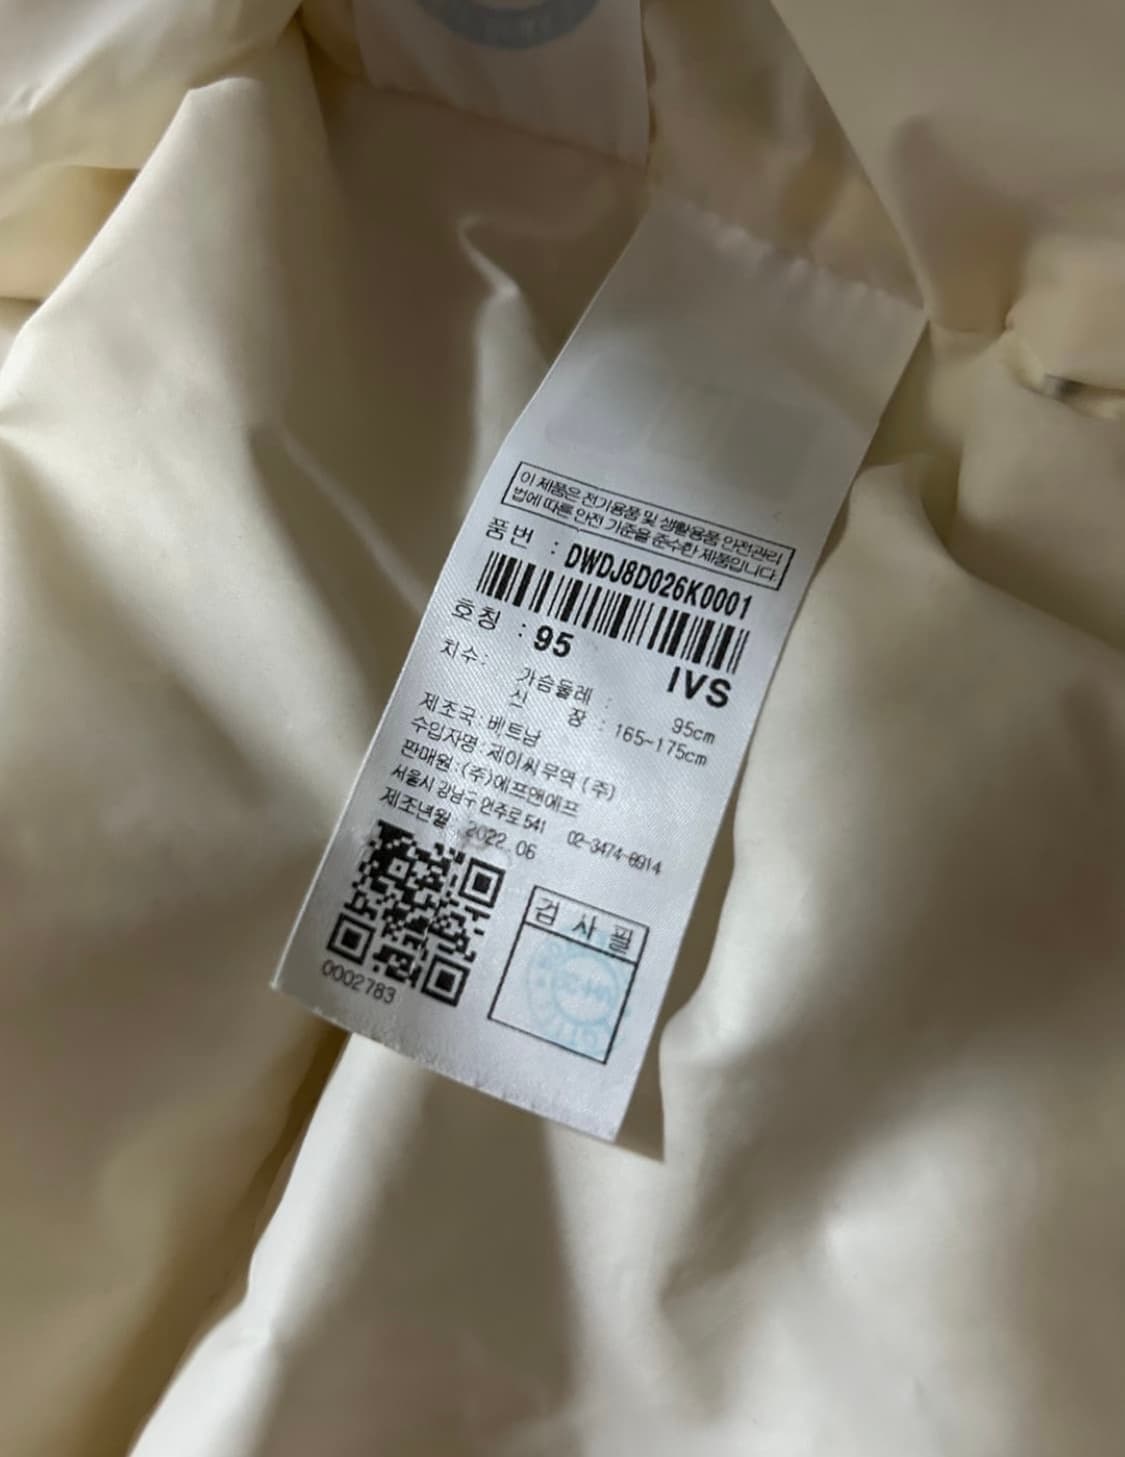 이 제품은 전기용품 및 생활용품 안전관리
법에 따른 안전 기준을 준수한 제품입니다.
품번 : DWDJ8D026K0001
호칭 : 95 IVS
치수: 가슴둘레 : 95cm
신 장 : 165~175cm
제조국: 베트남
수입자명: 제이씨무역 (주)
판매원 :(주)에프앤에프
서울시 강남구 언주로 541 02-3474-8914
제조년월: 2022.06
0002783
검 사 필